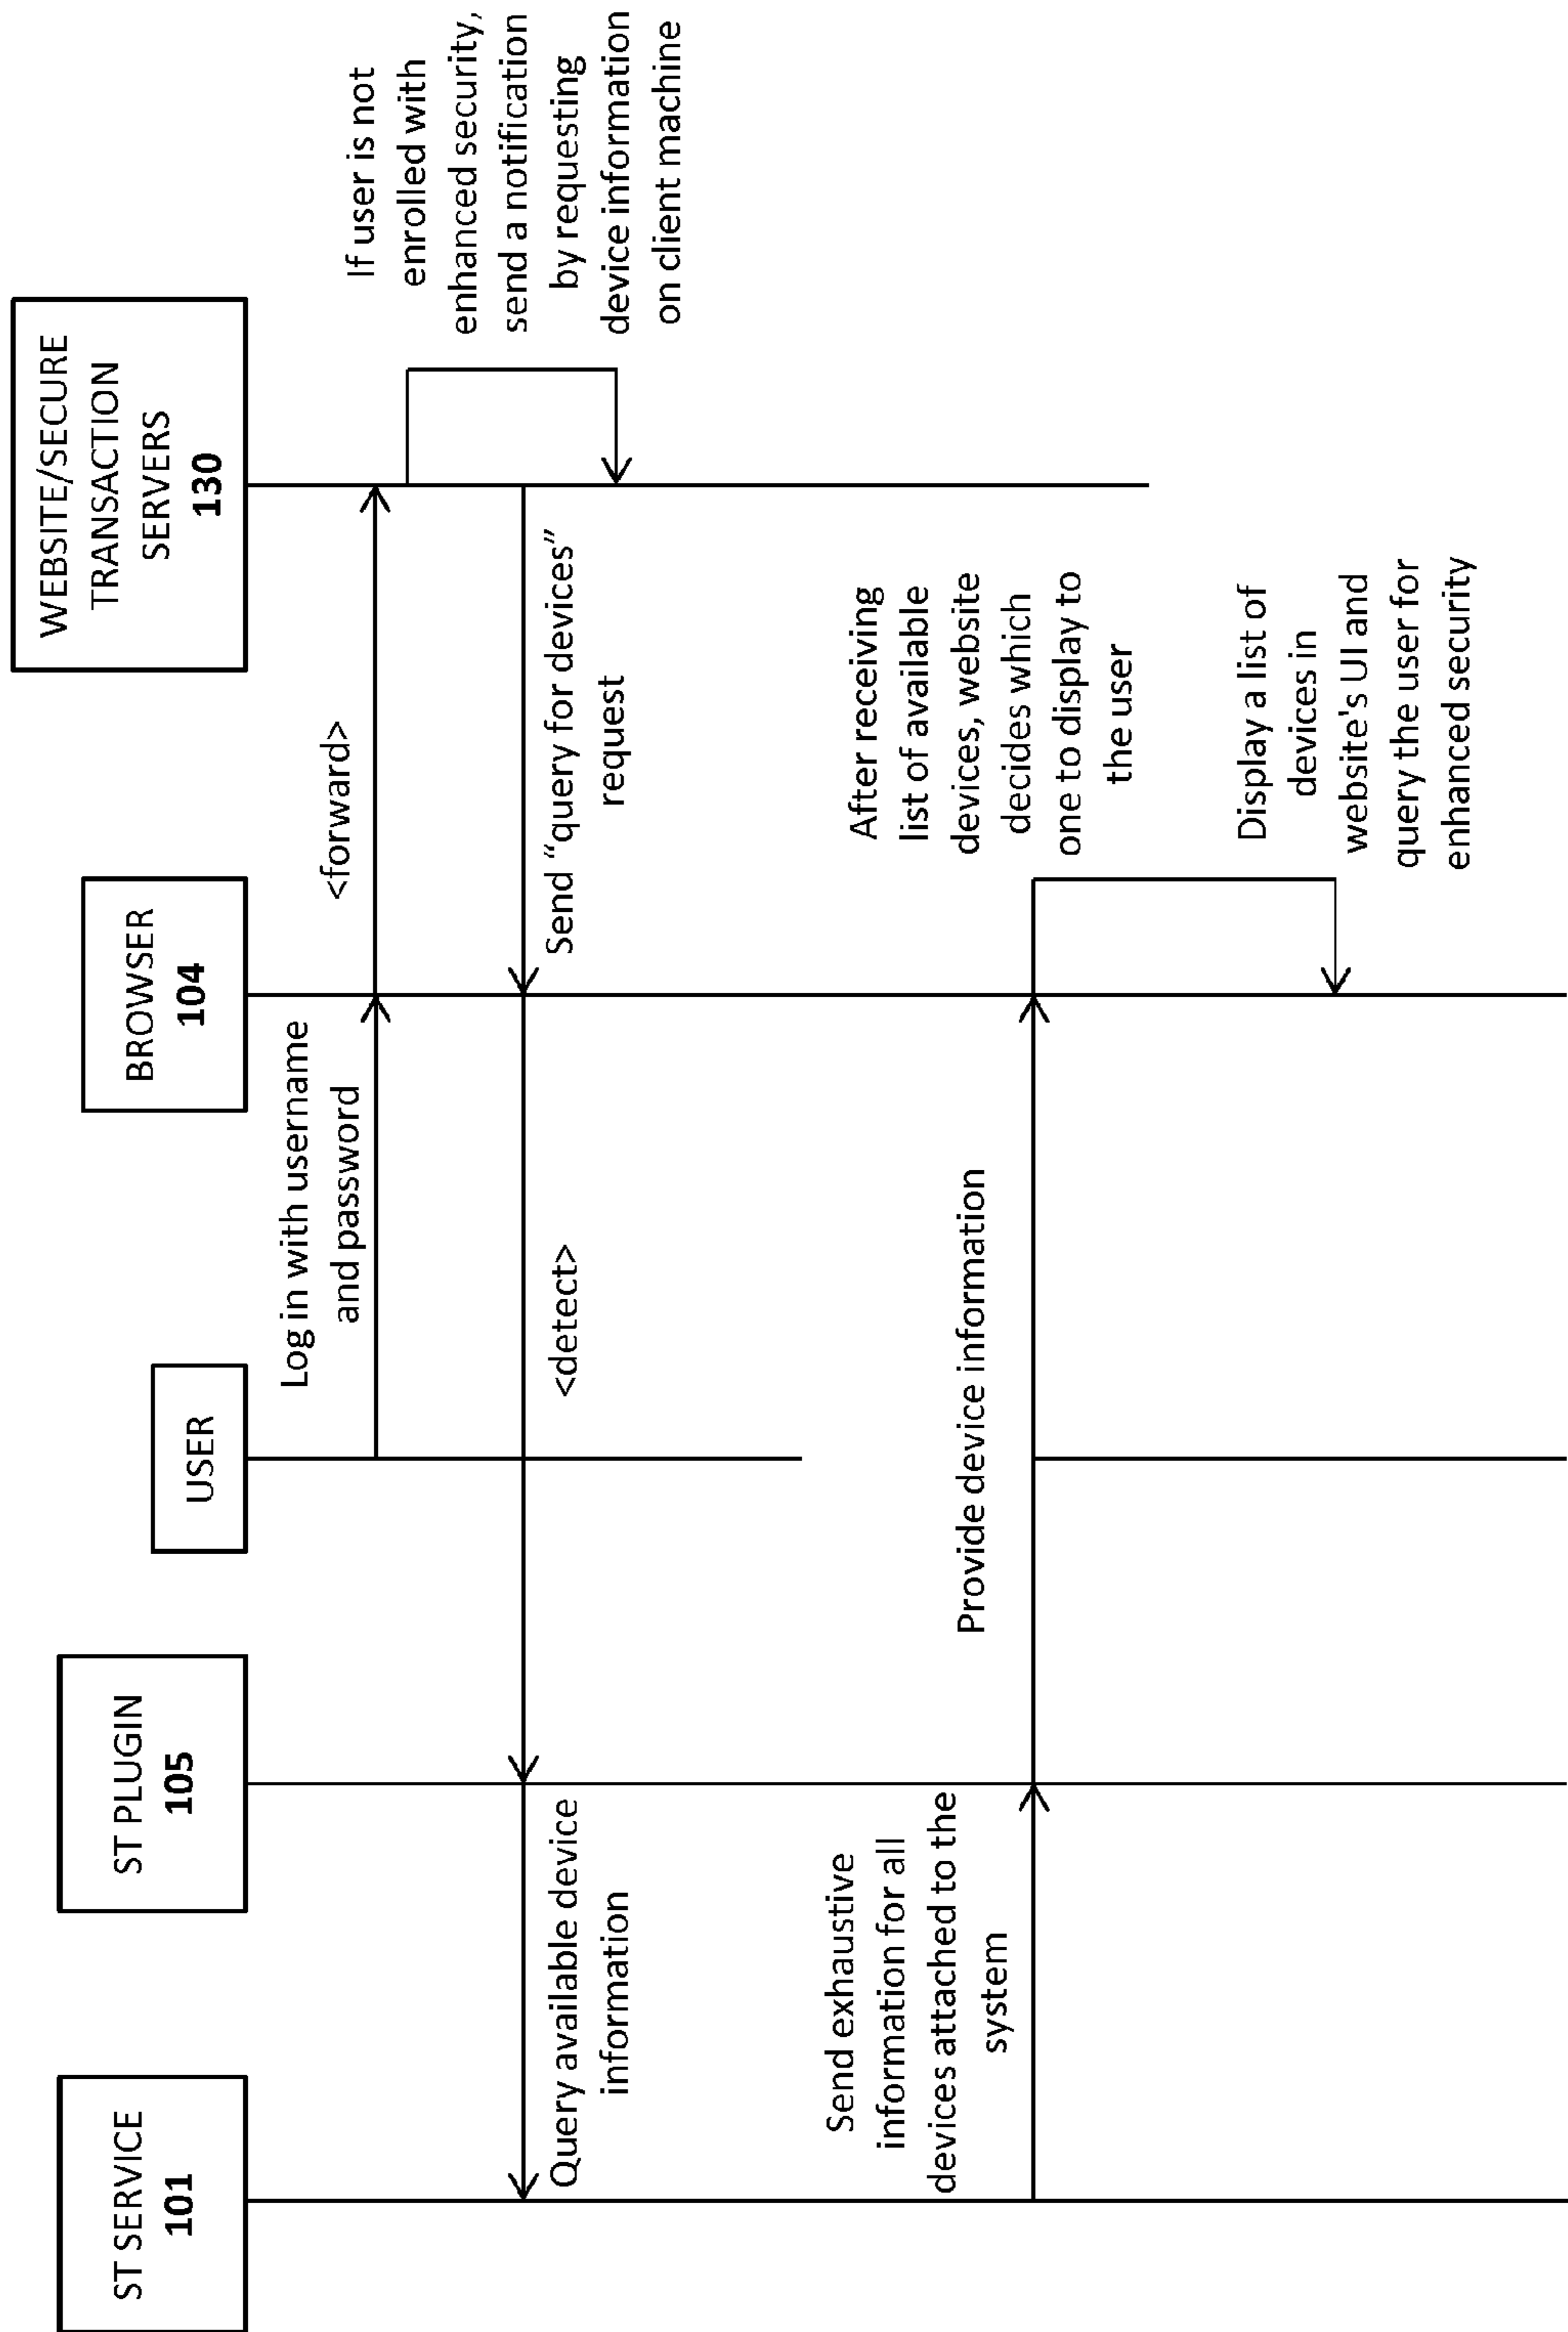 ST SERVICE
101
ST PLUGIN
105
USER
BROWSER
104
WEBSITE/SECURE
TRANSACTION
SERVERS
130
Log in with username
and password
<forward>
If user is not
enrolled with
enhanced security,
send a notification
by requesting
device information
on client machine
Send “query for devices”
request
<detect>
Query available device
information
Send exhaustive
information for all
devices attached to the
system
Provide device information
After receiving
list of available
devices, website
decides which
one to display to
the user
Display a list of
devices in
website's UI and
query the user for
enhanced security